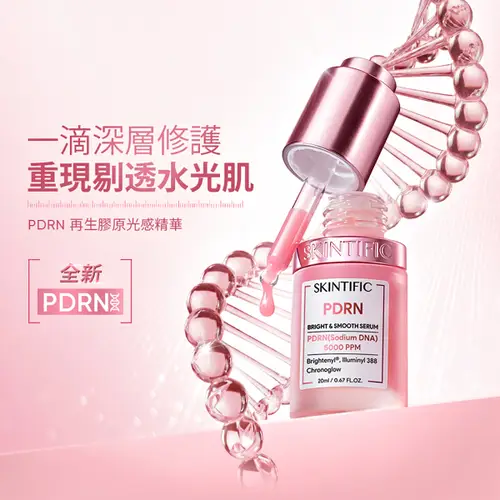 一滴深層修護
重現剔透水光肌
PDRN 再生膠原光感精華
全新
PDRN
SKINTIFIC
SKINTIFIC
PDRN
BRIGHT & SMOOTH SERUM
PDRN(Sodium DNA)
5000 PPM
Brightenyl®, Illuminyl 388
Chronoglow
20ml / 0.67 FL.OZ.